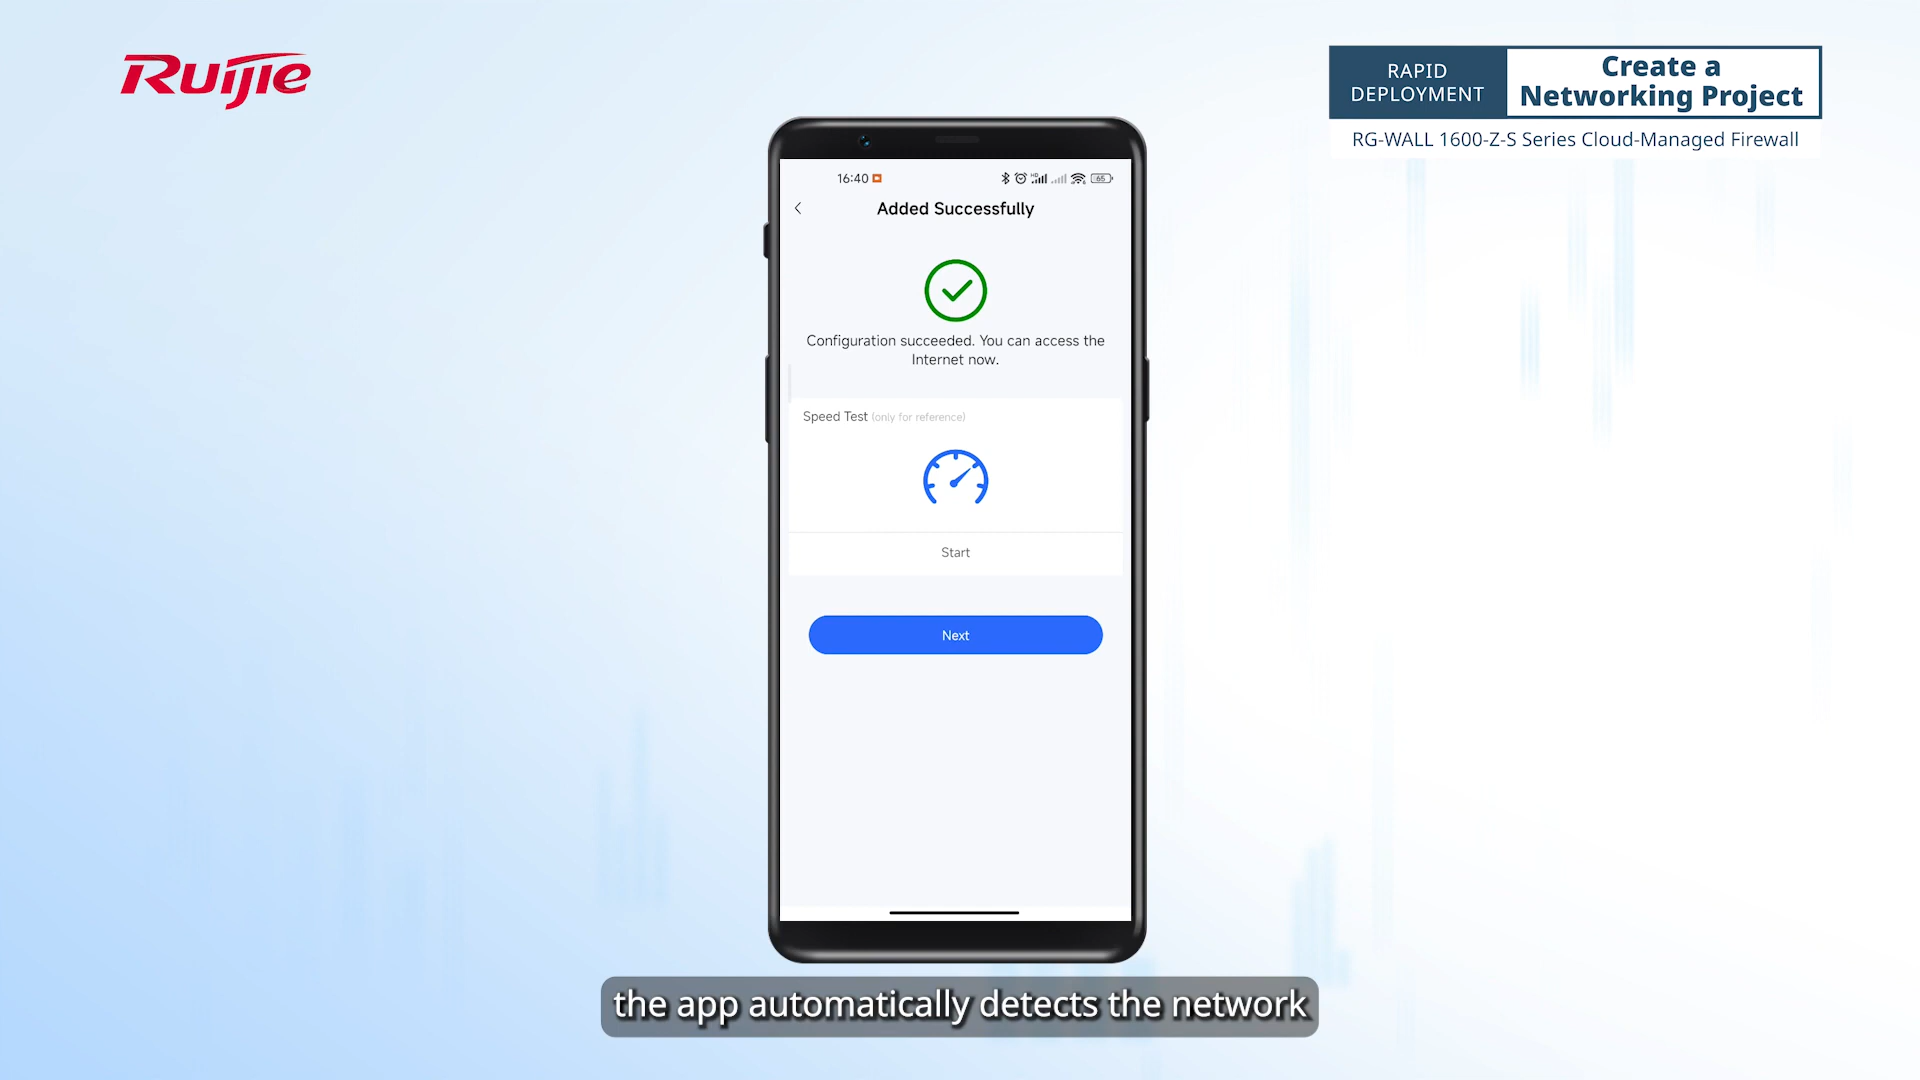 Ruijie
RAPID
DEPLOYMENT
Create a
Networking Project
RG-WALL 1600-Z-S Series Cloud-Managed Firewall
16:40
HD
65
Added Successfully
Configuration succeeded. You can access the
Internet now.
Speed Test (only for reference)
Start
Next
the app automatically detects the network